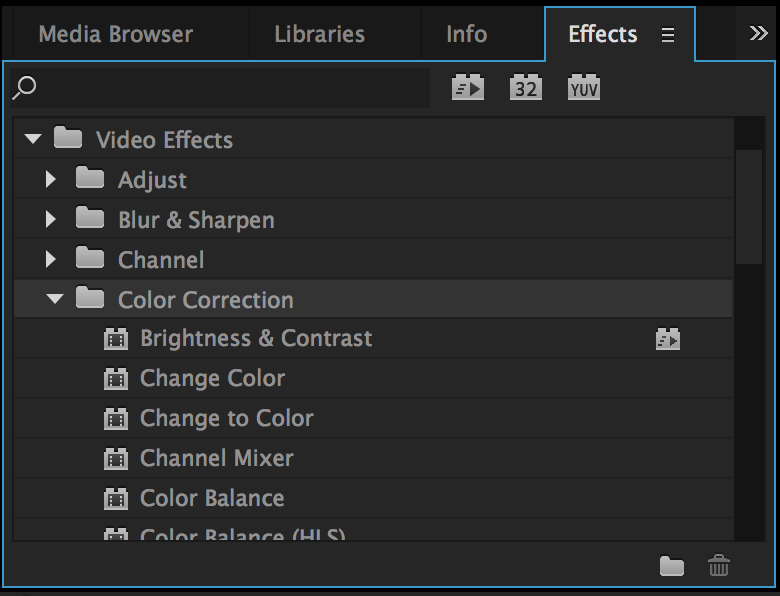 Media Browser Libraries Info Effects
32 YUV
Video Effects
Adjust
Blur & Sharpen
Channel
Color Correction
Brightness & Contrast
Change Color
Change to Color
Channel Mixer
Color Balance
Color Balance (HLS)